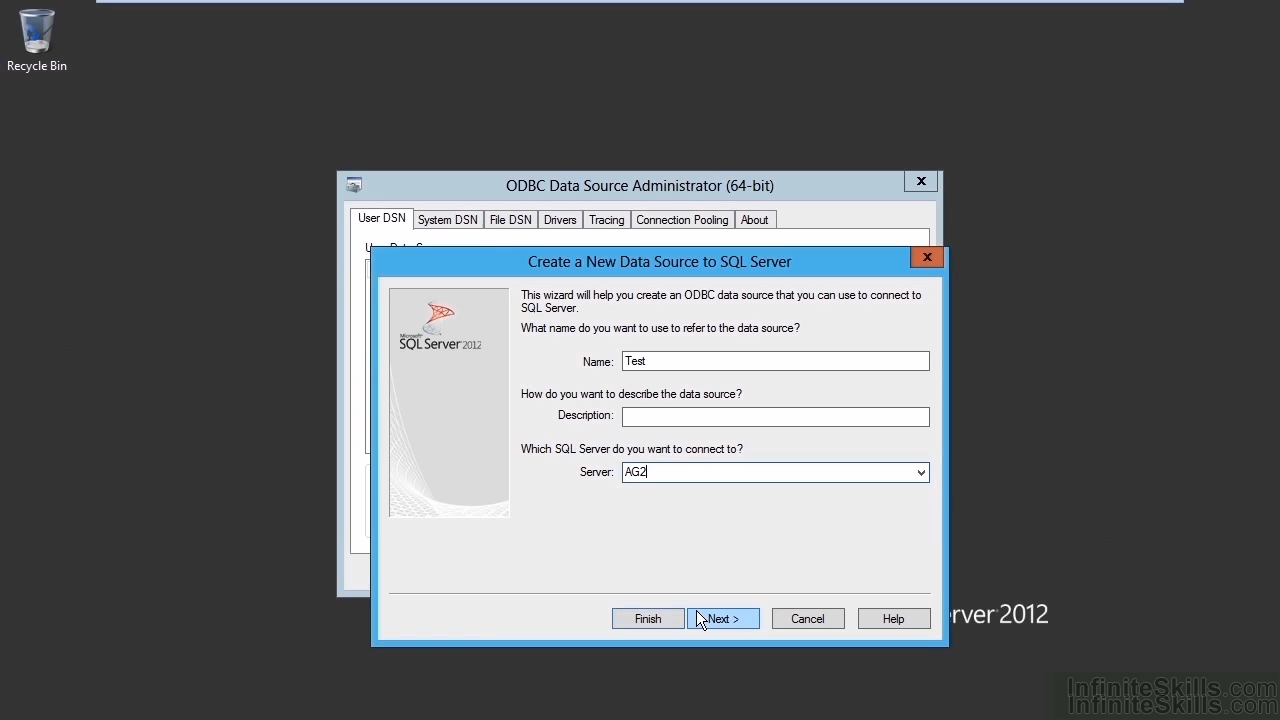 Recycle Bin
ODBC Data Source Administrator (64-bit)
x
User DSN
System DSN
File DSN
Drivers
Tracing
Connection Pooling
About
Create a New Data Source to SQL Server
x
This wizard will help you create an ODBC data source that you can use to connect to
SQL Server.
What name do you want to use to refer to the data source?
Microsoft
SQL Server 2012
Name: Test
How do you want to describe the data source?
Description:
Which SQL Server do you want to connect to?
Server: AG2
Finish
Next >
Cancel
Help
erver 2012
InfiniteSkills.com
InfiniteSkills.com